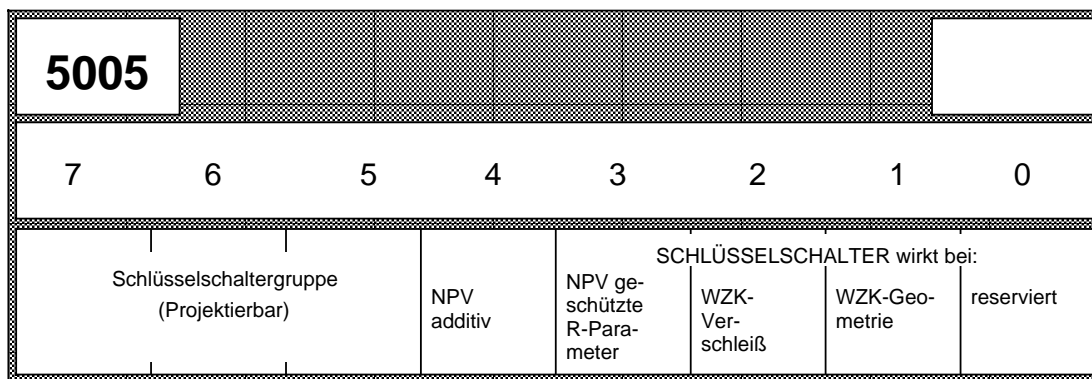 5005
7 6 5 4 3 2 1 0
SCHLÜSSELSCHALTER wirkt bei:
Schlüsselschaltergruppe
(Projektierbar)
NPV
additiv
NPV ge-
schützte
R-Para-
meter
WZK-
Ver-
schleiß
WZK-Geo-
metrie
reserviert